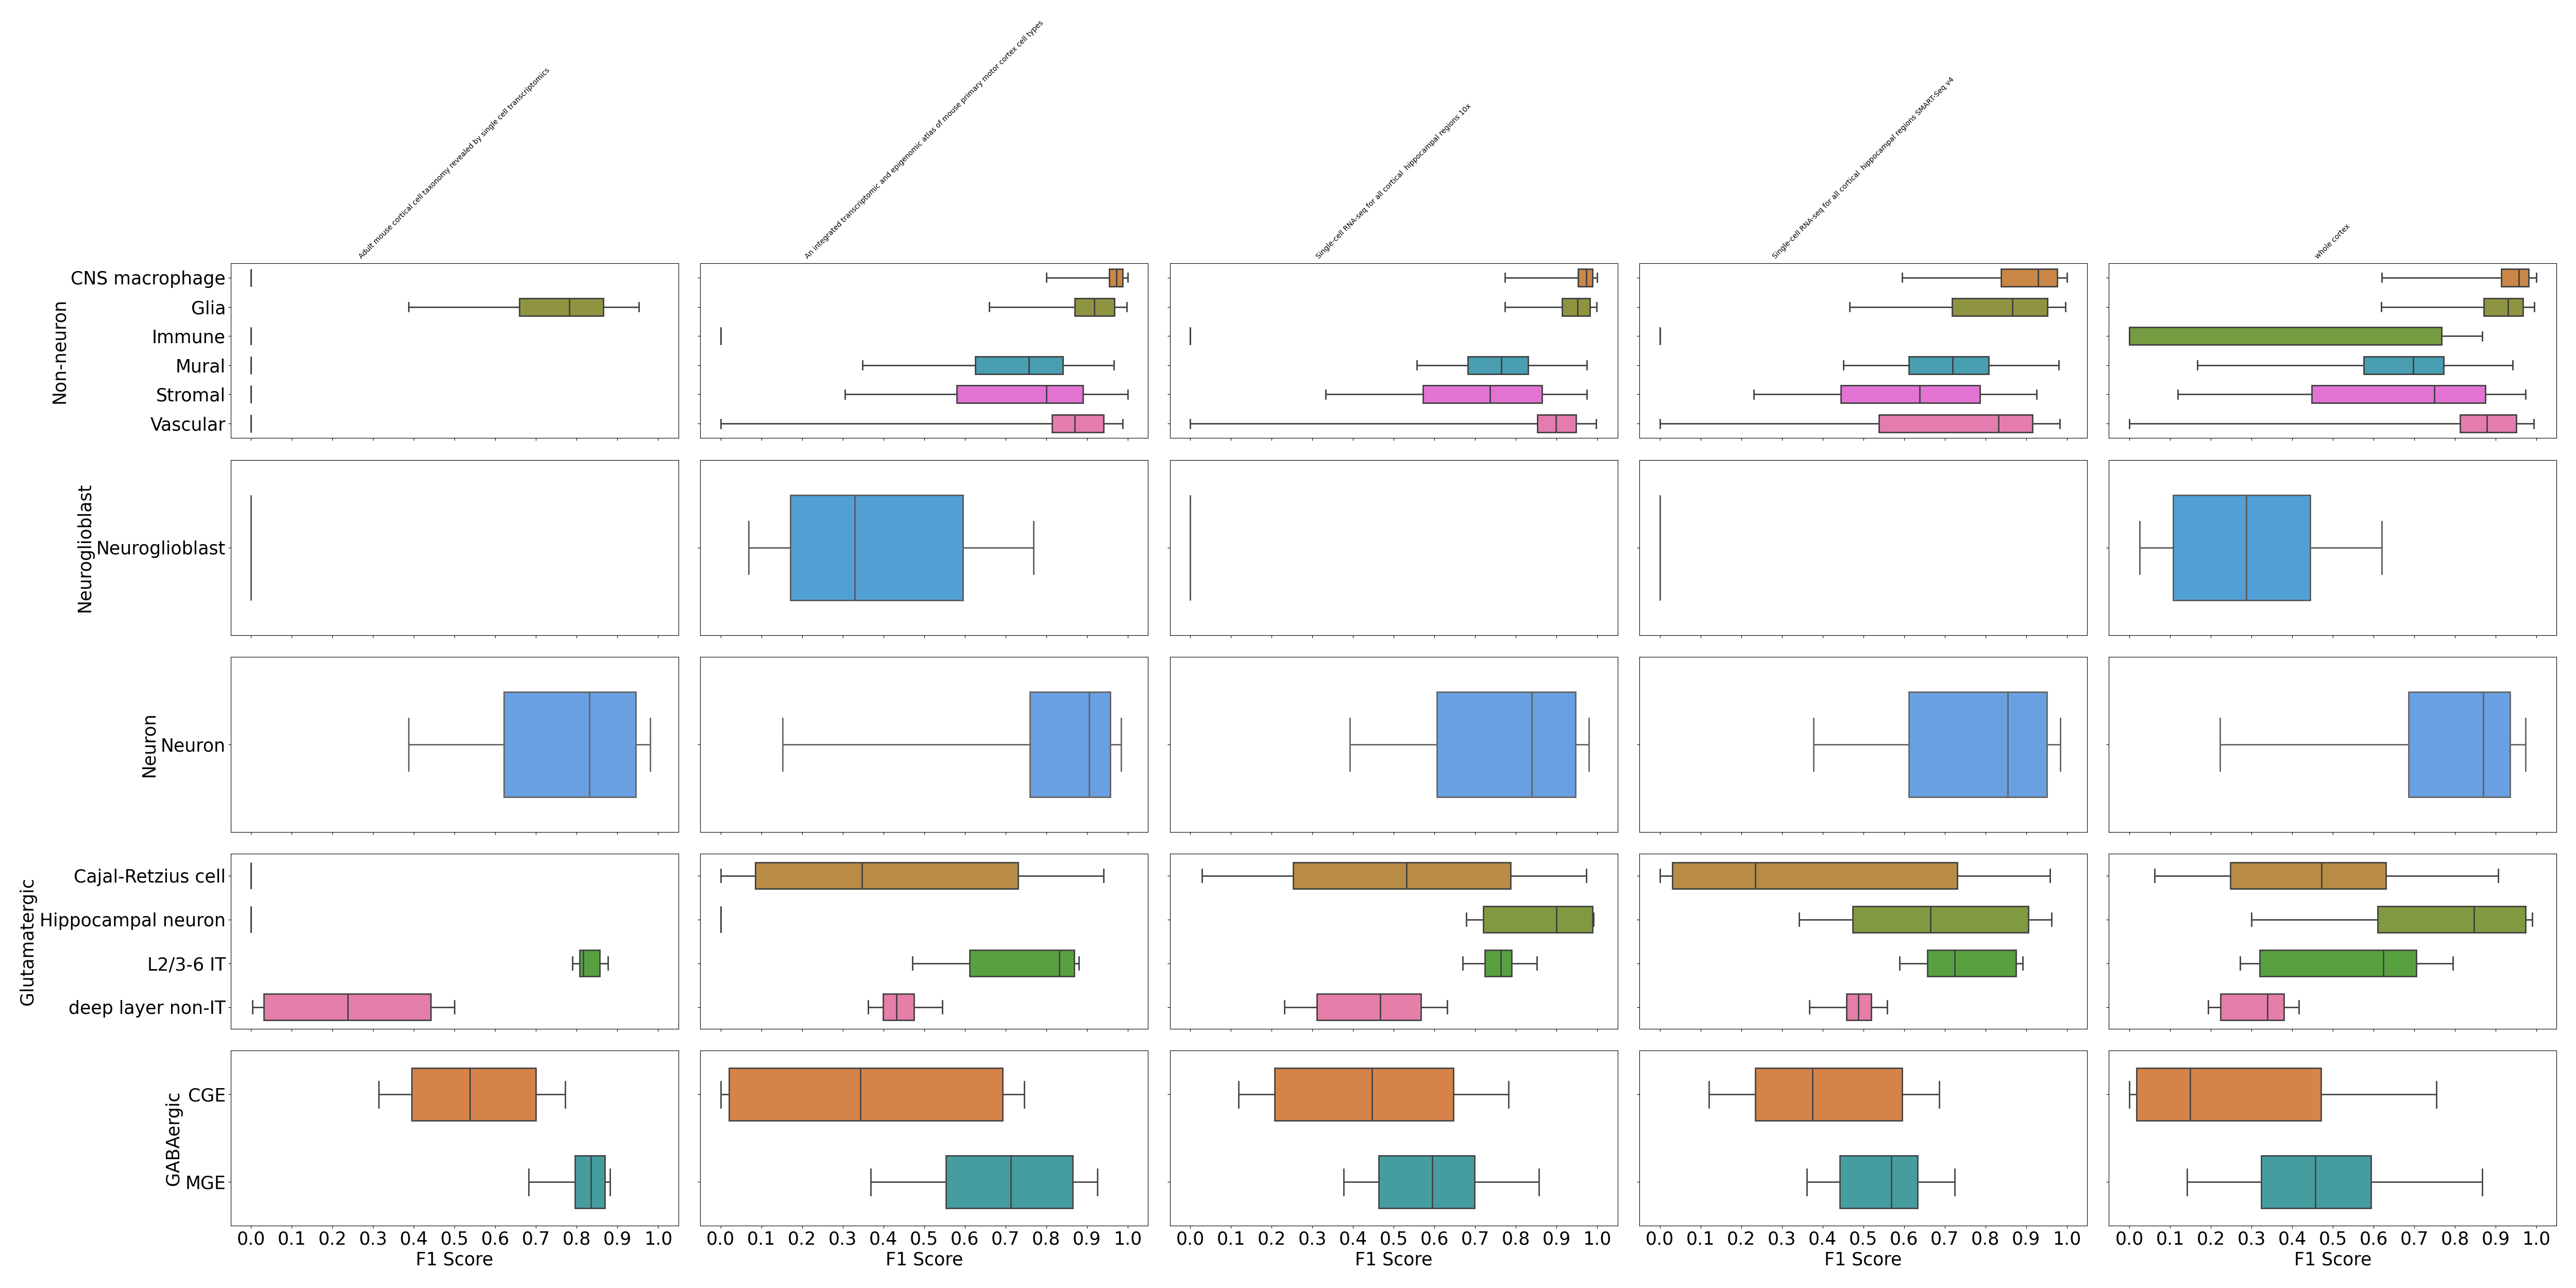 Adult mouse cortical cell taxonomy revealed by single cell transcriptomics
An integrated transcriptomic and epigenomic atlas of mouse primary motor cortex cell types
Single-cell RNA-seq for all cortical  hippocampal regions 10x
Single-cell RNA-seq for all cortical  hippocampal regions SMART-Seq v4
whole cortex
Non-neuron
CNS macrophage
Glia
Immune
Mural
Stromal
Vascular
Neuroglioblast
Neuroglioblast
Neuron
Neuron
Glutamatergic
Cajal-Retzius cell
Hippocampal neuron
L2/3-6 IT
deep layer non-IT
GABAergic
CGE
MGE
0.0 0.1 0.2 0.3 0.4 0.5 0.6 0.7 0.8 0.9 1.0
F1 Score
0.0 0.1 0.2 0.3 0.4 0.5 0.6 0.7 0.8 0.9 1.0
F1 Score
0.0 0.1 0.2 0.3 0.4 0.5 0.6 0.7 0.8 0.9 1.0
F1 Score
0.0 0.1 0.2 0.3 0.4 0.5 0.6 0.7 0.8 0.9 1.0
F1 Score
0.0 0.1 0.2 0.3 0.4 0.5 0.6 0.7 0.8 0.9 1.0
F1 Score